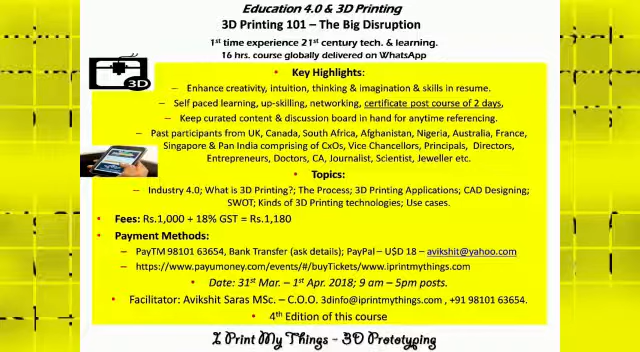 Education 4.0 & 3D Printing
3D Printing 101 – The Big Disruption
1st time experience 21st century tech. & learning.
16 hrs. course globally delivered on WhatsApp
3D
• Key Highlights:
– Enhance creativity, intuition, thinking & imagination & skills in resume.
– Self paced learning, up-skilling, networking, certificate post course of 2 days,
– Keep curated content & discussion board in hand for anytime referencing.
– Past participants from UK, Canada, South Africa, Afghanistan, Nigeria, Australia, France,
Singapore & Pan India comprising of CxOs, Vice Chancellors, Principals, Directors,
Entrepreneurs, Doctors, CA, Journalist, Scientist, Jeweller etc.
• Topics:
– Industry 4.0; What is 3D Printing?; The Process; 3D Printing Applications; CAD Designing;
SWOT; Kinds of 3D Printing technologies; Use cases.
• Fees: Rs.1,000 + 18% GST = Rs.1,180
• Payment Methods:
– PayTM 98101 63654, Bank Transfer (ask details); PayPal – U$D 18 – avikshit@yahoo.com
– https://www.payumoney.com/events/#/buyTickets/www.iprintmythings.com
• Date: 31st Mar. – 1st Apr. 2018; 9 am – 5pm posts.
• Facilitator: Avikshit Saras MSc. – C.O.O. 3dinfo@iprintmythings.com , +91 98101 63654.
• 4th Edition of this course
I Print My Things - 3D Prototyping